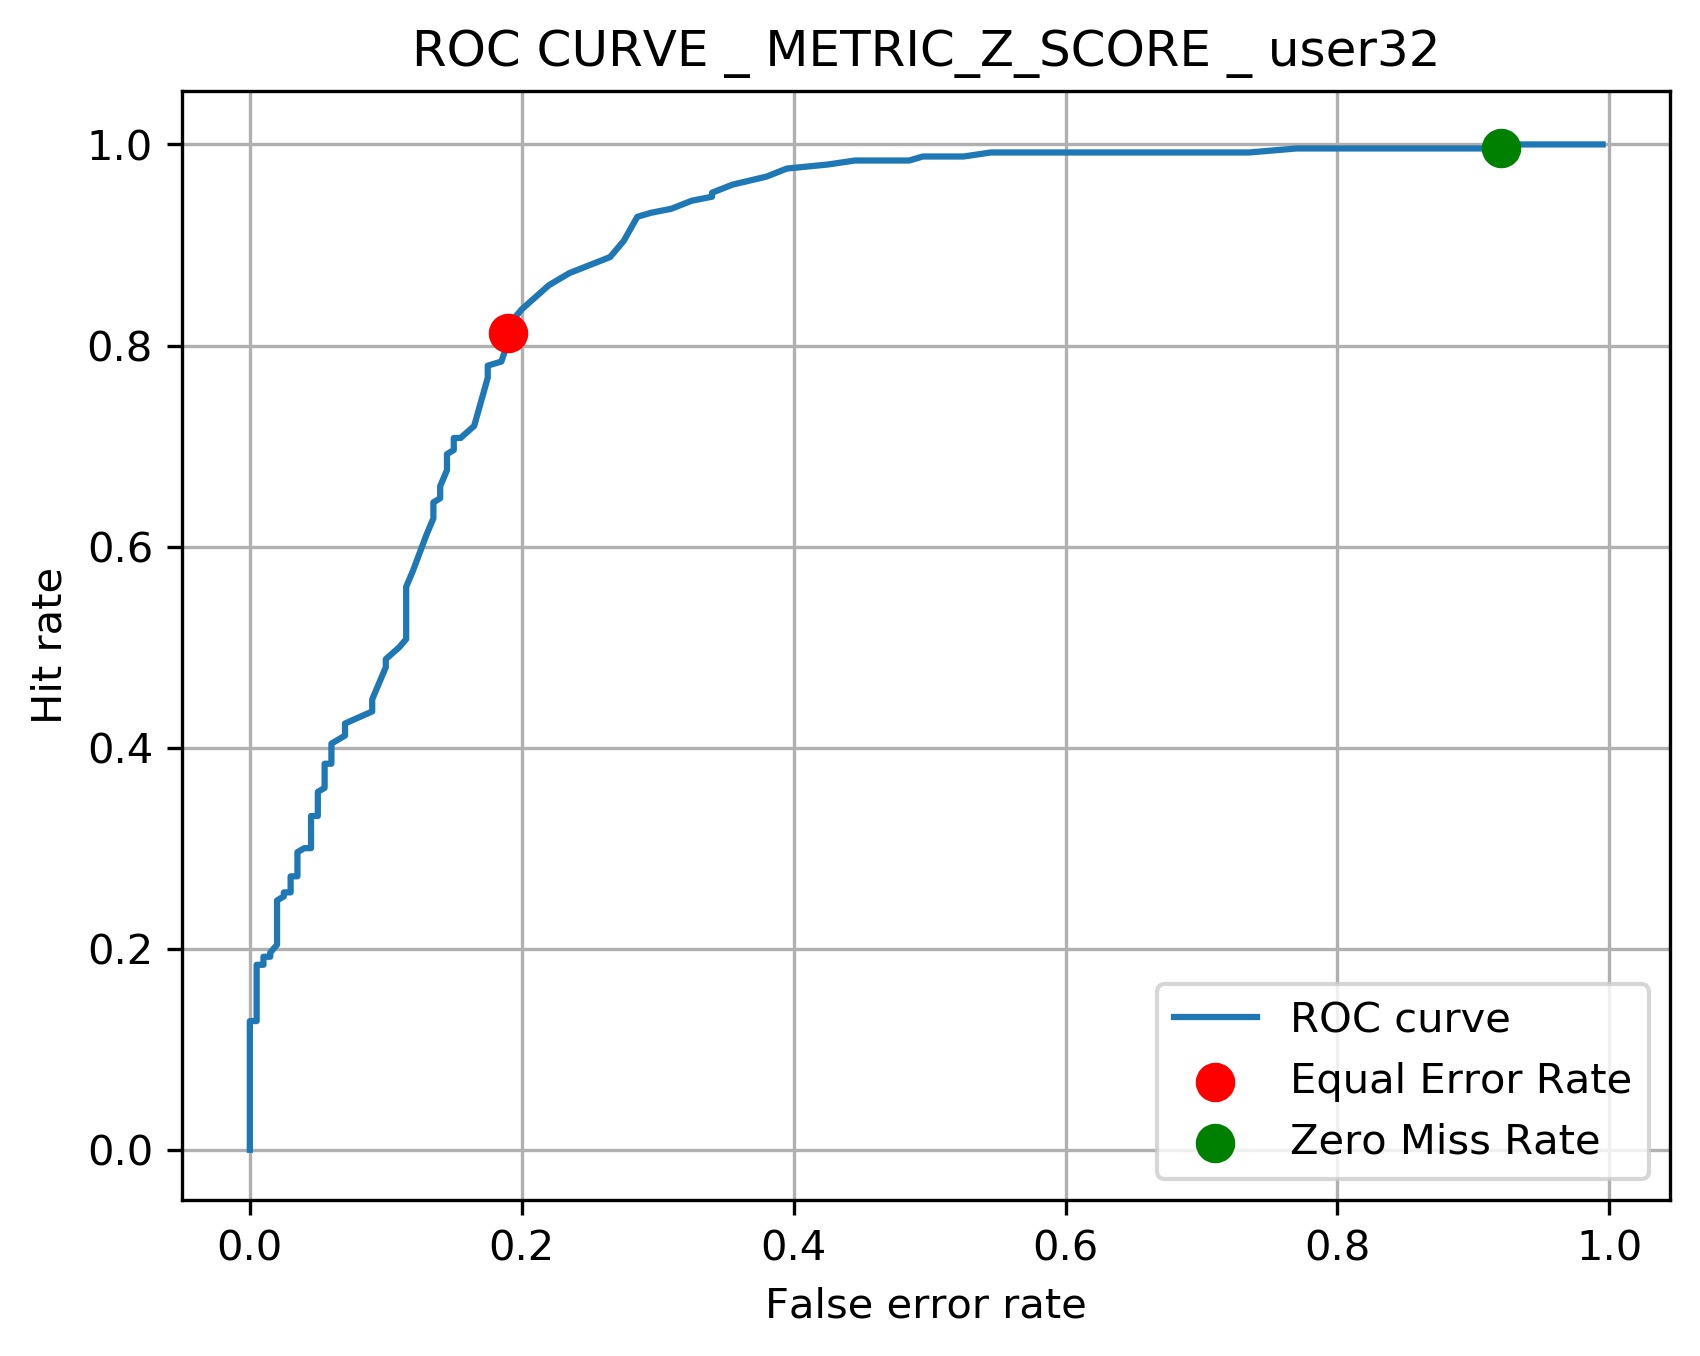 ROC CURVE _ METRIC_Z_SCORE _ user32
1.0
0.8
0.6
0.4
0.2
0.0
Hit rate
ROC curve
Equal Error Rate
Zero Miss Rate
0.0 0.2 0.4 0.6 0.8 1.0
False error rate